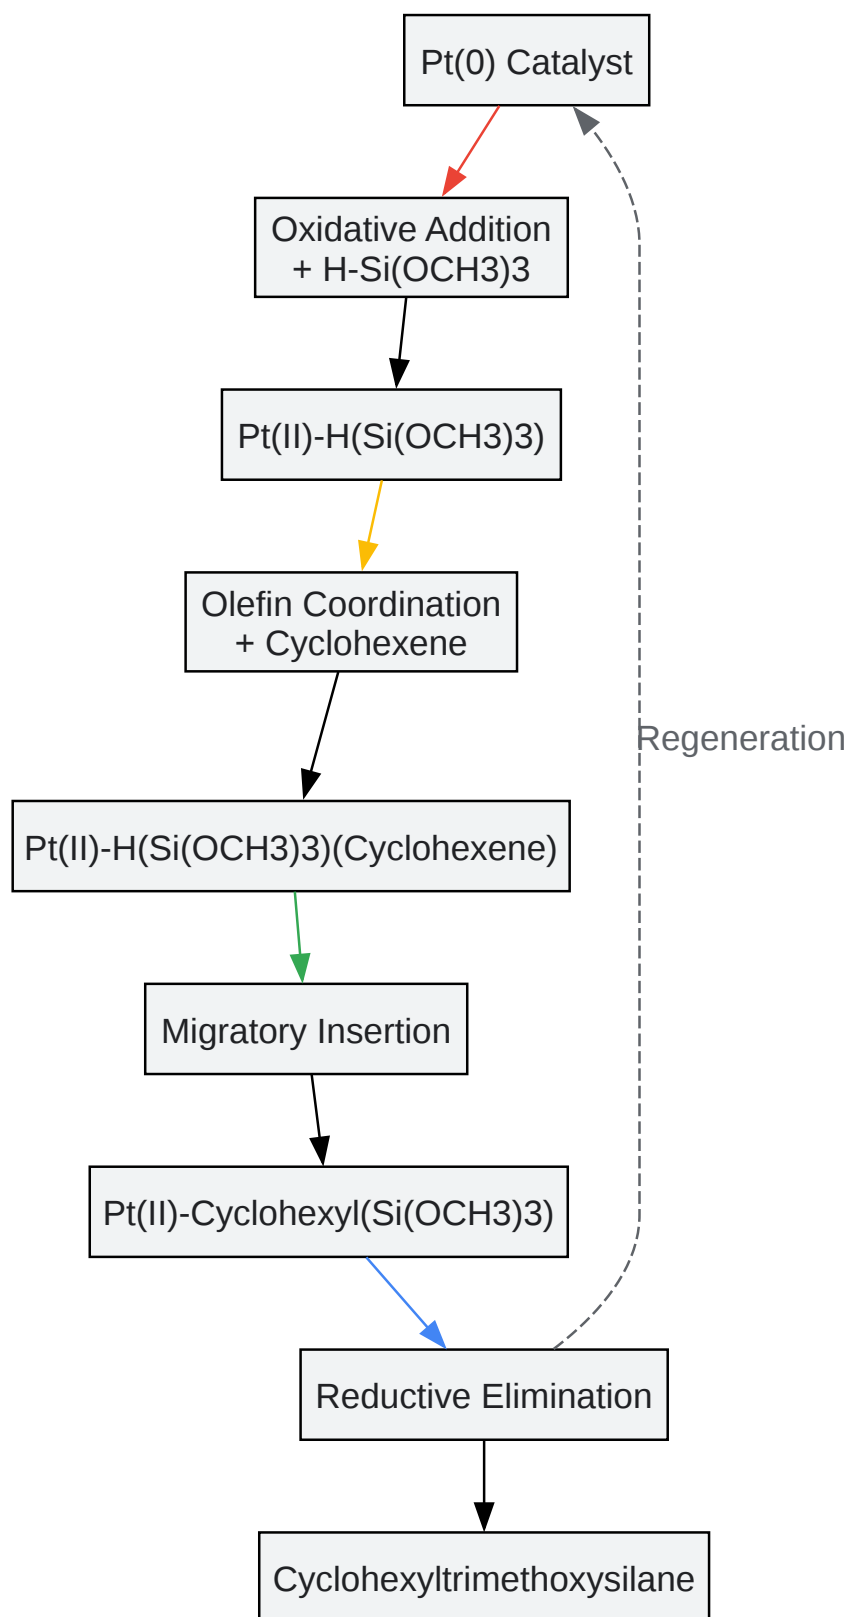 Pt(0) Catalyst
Oxidative Addition
+ H-Si(OCH3)3
Pt(II)-H(Si(OCH3)3)
Olefin Coordination
+ Cyclohexene
Regeneration
Pt(II)-H(Si(OCH3)3)(Cyclohexene)
Migratory Insertion
Pt(II)-Cyclohexyl(Si(OCH3)3)
Reductive Elimination
Cyclohexyltrimethoxysilane